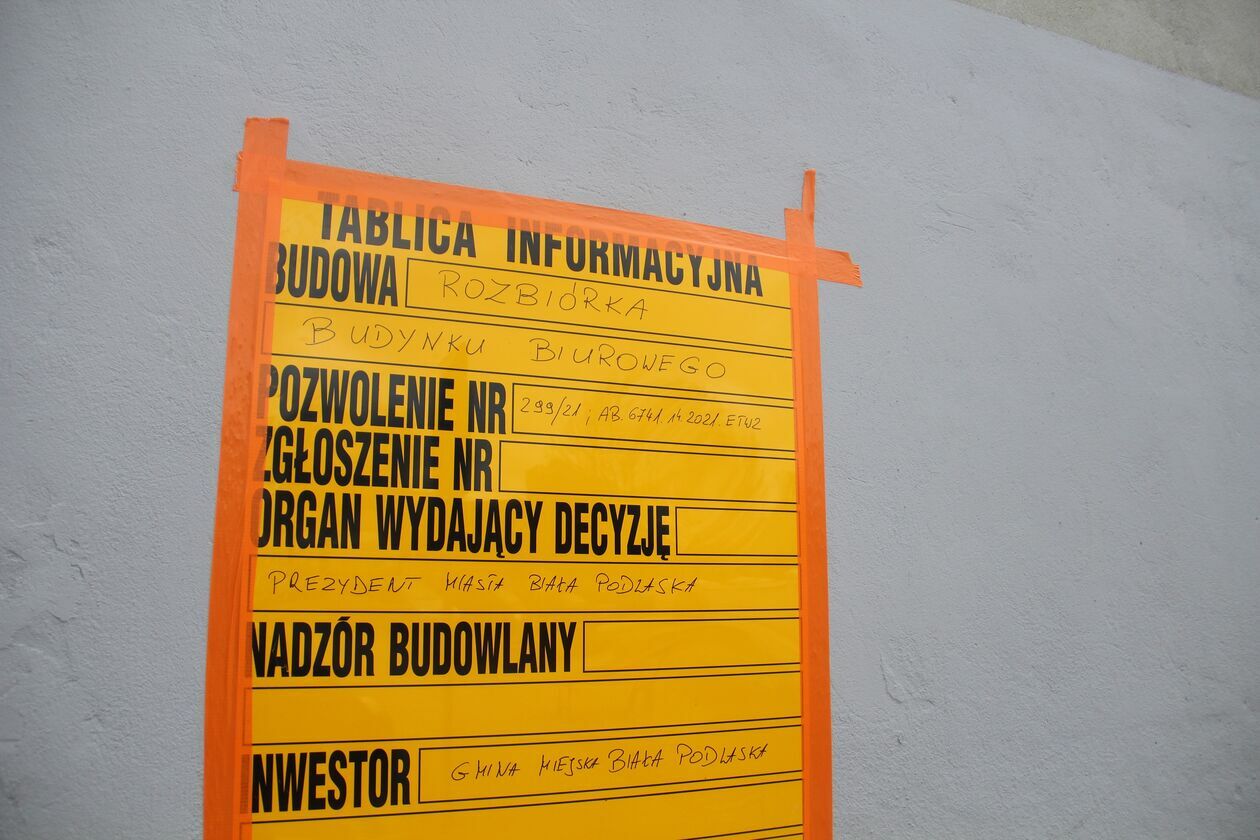 TABLICA INFORMACYJNA
BUDOWA ROZBIÓRKA
BUDYNKU BIUROWEGO
POZWOLENIE NR 299/21; AB.6741.14.2021.ETW2
ZGŁOSZENIE NR
ORGAN WYDAJĄCY DECYZJĘ
PREZYDENT MIASTA BIAŁA PODLASKA
NADZÓR BUDOWLANY
INWESTOR GMINA MIEJSKA BIAŁA PODLASKA